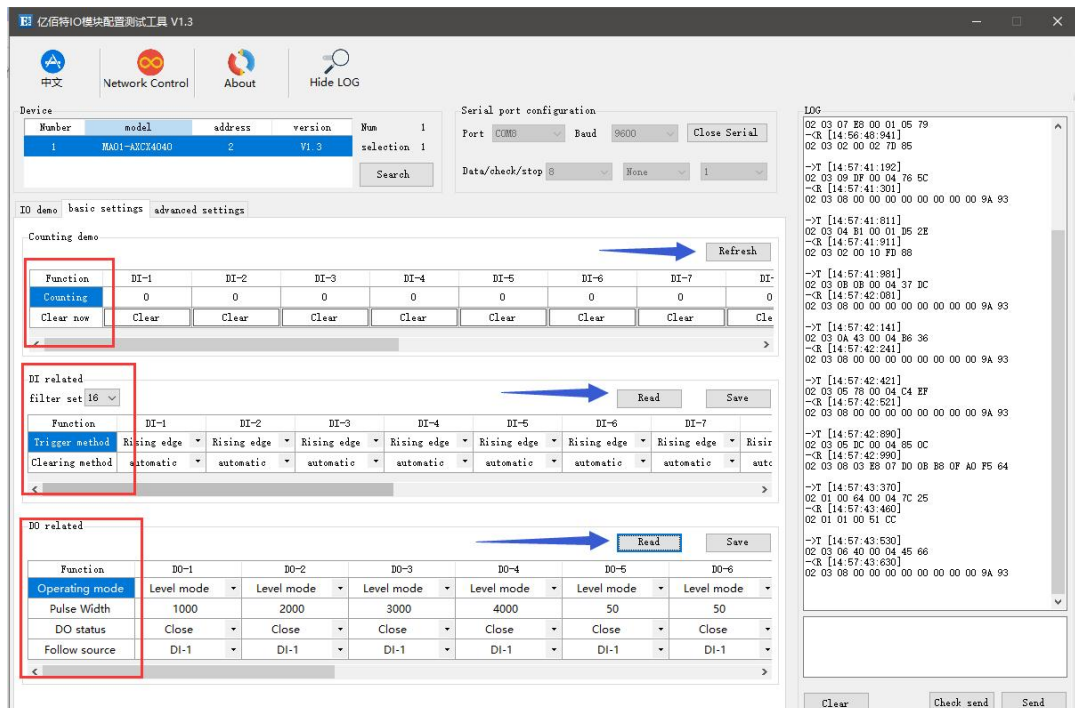 亿佰特IO模块配置测试工具 V1.3
中文 Network Control About Hide LOG
Device
Number model address version
1 MA01-AXCX4040 2 V1.3
Num 1
selection 1
Search
Serial port configuration
Port COM8 Baud 9600 Close Serial
Data/check/stop 8 None 1
IO demo basic settings advanced settings
Counting demo
Refresh
Function DI-1 DI-2 DI-3 DI-4 DI-5 DI-6 DI-7 DI-
Counting 0 0 0 0 0 0 0 0
Clear now Clear Clear Clear Clear Clear Clear Clear Cle
DI related
filter set 16 Read Save
Function DI-1 DI-2 DI-3 DI-4 DI-5 DI-6 DI-7
Trigger method Rising edge Rising edge Rising edge Rising edge Rising edge Rising edge Rising edge Risir
Clearing method automatic automatic automatic automatic automatic automatic automatic autc
DO related
Read Save
Function DO-1 DO-2 DO-3 DO-4 DO-5 DO-6
Operating mode Level mode Level mode Level mode Level mode Level mode Level mode
Pulse Width 1000 2000 3000 4000 50 50
DO status Close Close Close Close Close Close
Follow source DI-1 DI-1 DI-1 DI-1 DI-1 DI-1
LOG
02 03 07 E8 00 01 05 79
-<R [14:56:48:941]
02 03 02 00 02 7D 85
->T [14:57:41:192]
02 03 09 DF 00 04 76 5C
-<R [14:57:41:301]
02 03 08 00 00 00 00 00 00 00 00 9A 93
->T [14:57:41:811]
02 03 04 B1 00 01 D5 2E
-<R [14:57:41:911]
02 03 02 00 10 FD 88
->T [14:57:41:981]
02 03 0B 0B 00 04 37 DC
-<R [14:57:42:081]
02 03 08 00 00 00 00 00 00 00 00 9A 93
->T [14:57:42:141]
02 03 0A 43 00 04 B6 36
-<R [14:57:42:241]
02 03 08 00 00 00 00 00 00 00 00 9A 93
->T [14:57:42:421]
02 03 05 78 00 04 C4 EF
-<R [14:57:42:521]
02 03 08 00 00 00 00 00 00 00 00 9A 93
->T [14:57:42:890]
02 03 05 DC 00 04 85 0C
-<R [14:57:42:990]
02 03 08 03 E8 07 D0 0B B8 0F A0 F5 64
->T [14:57:43:370]
02 01 00 64 00 04 7C 25
-<R [14:57:43:460]
02 01 01 00 51 CC
->T [14:57:43:530]
02 03 06 40 00 04 45 66
-<R [14:57:43:630]
02 03 08 00 00 00 00 00 00 00 00 9A 93
Clear Check send Send